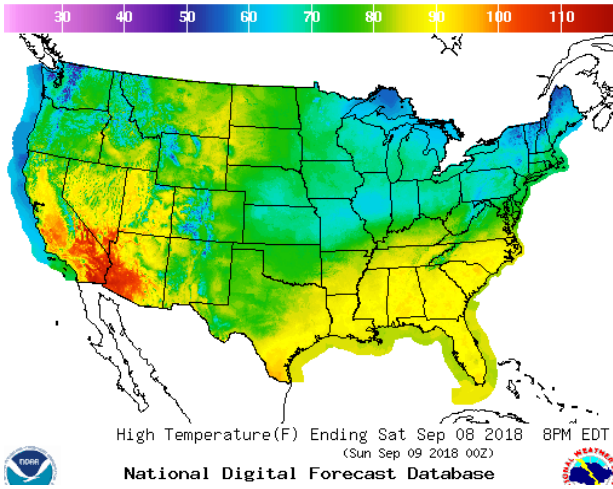 30 40 50 60 70 80 90 100 110
High Temperature(F) Ending Sat Sep 08 2018 8PM EDT
(Sun Sep 09 2018 00Z)
National Digital Forecast Database
NOAA